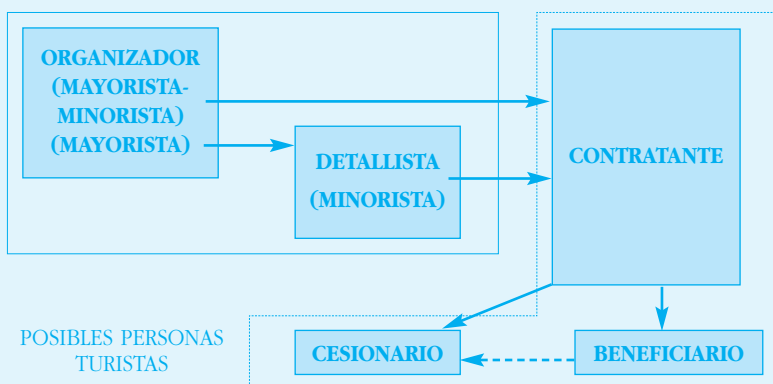 ORGANIZADOR
(MAYORISTA-
MINORISTA)
(MAYORISTA)
DETALLISTA
(MINORISTA)
CONTRATANTE
POSIBLES PERSONAS
TURISTAS
CESIONARIO
BENEFICIARIO